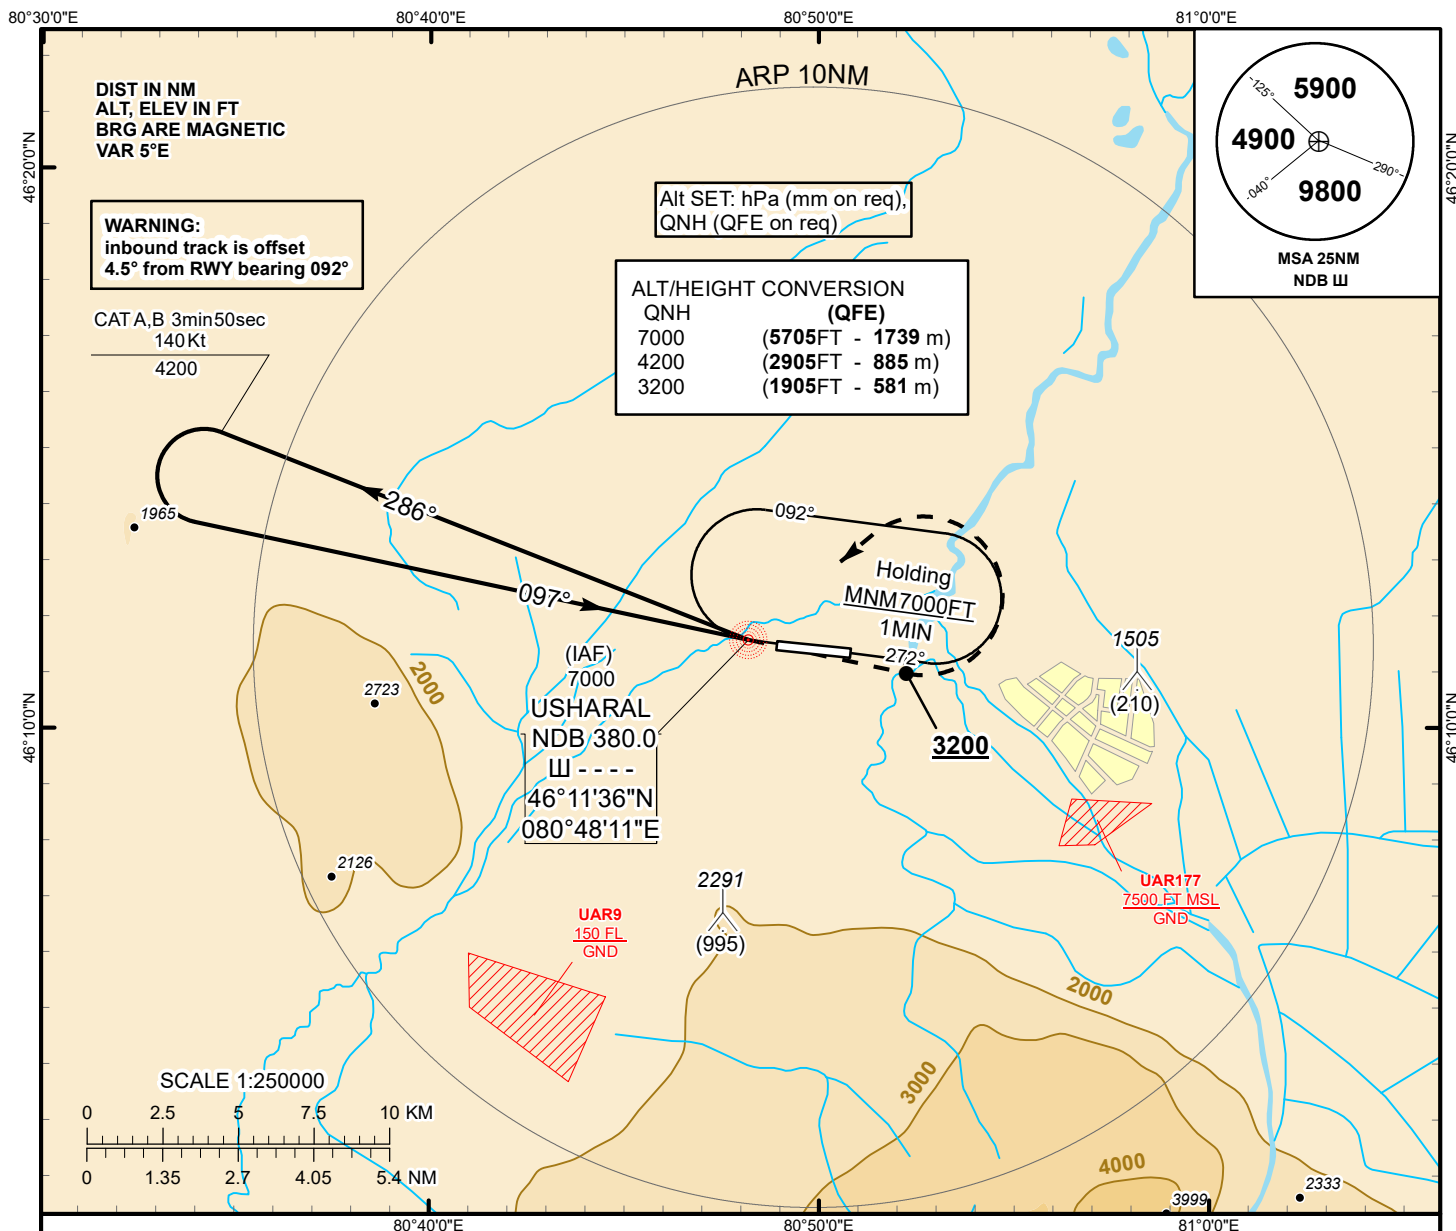 80°30'0"E
80°40'0"E
80°50'0"E
81°0'0"E
DIST IN NM
ALT, ELEV IN FT
BRG ARE MAGNETIC
VAR 5°E
ARP 10NM
5900
4900
9800
-125°
290°-
-040°
MSA 25NM
NDB Ш
46°20'0"N
46°20'0"N
WARNING:
inbound track is offset
4.5° from RWY bearing 092°
Alt SET: hPa (mm on req),
QNH (QFE on req)
ALT/HEIGHT CONVERSION
QNH (QFE)
7000 (5705FT - 1739 m)
4200 (2905FT - 885 m)
3200 (1905FT - 581 m)
CAT A,B 3min50sec
140Kt
4200
286°
097°
1965
092°
Holding
MNM7000FT
1MIN
272°
3200
1505
(210)
(IAF)
7000
USHARAL
NDB 380.0
Ш - - - -
46°11'36"N
080°48'11"E
2000
2723
2126
46°10'0"N
46°10'0"N
UAR177
7500 FT MSL
GND
2291
(995)
UAR9
150 FL
GND
2000
3000
4000
3999
2333
SCALE 1:250000
0 2.5 5 7.5 10 KM
0 1.35 2.7 4.05 5.4 NM
80°40'0"E
80°50'0"E
81°0'0"E